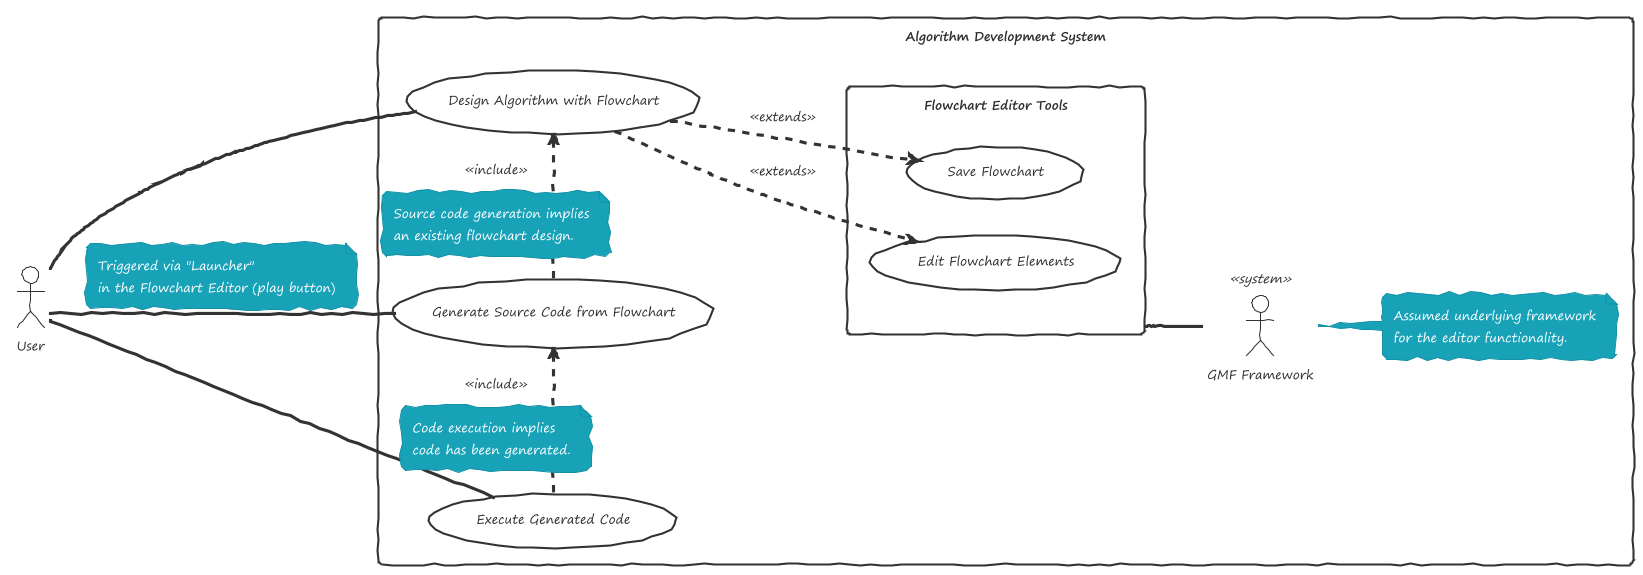 Algorithm Development System
Design Algorithm with Flowchart
Flowchart Editor Tools
«extends»
«include»
«extends»
Save Flowchart
Source code generation implies
an existing flowchart design.
Triggered via "Launcher"
in the Flowchart Editor (play button)
Edit Flowchart Elements
«system»
User
Generate Source Code from Flowchart
Assumed underlying framework
for the editor functionality.
GMF Framework
«include»
Code execution implies
code has been generated.
Execute Generated Code